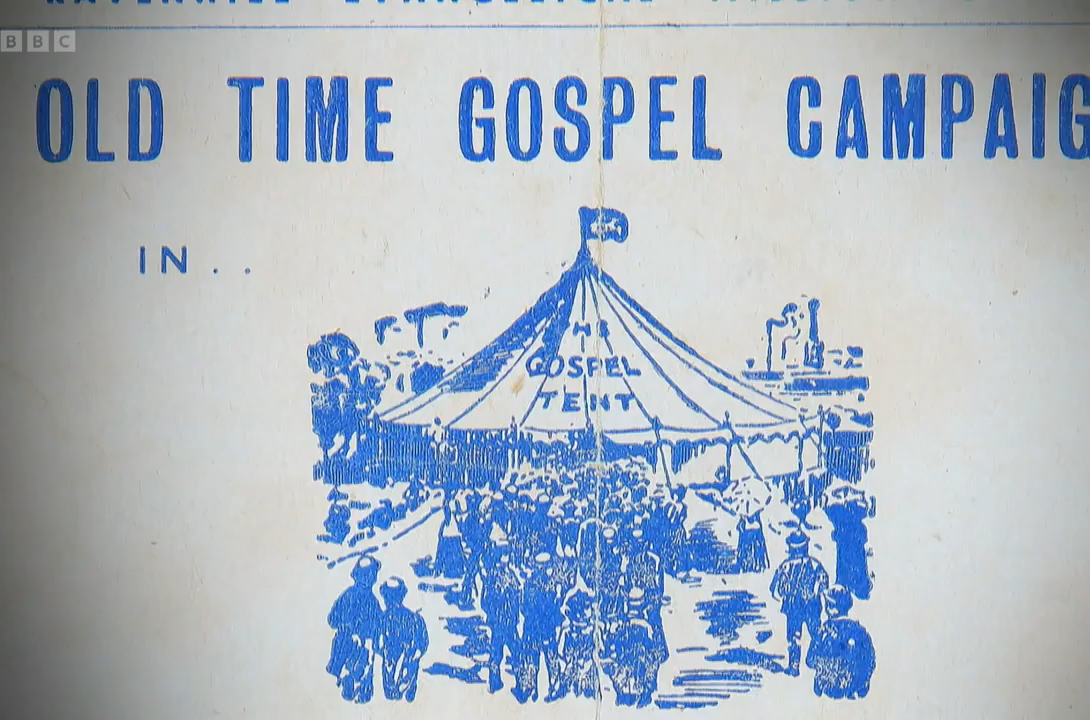 BBC
OLD TIME GOSPEL CAMPAIG
IN . .
GOSPEL
TENT